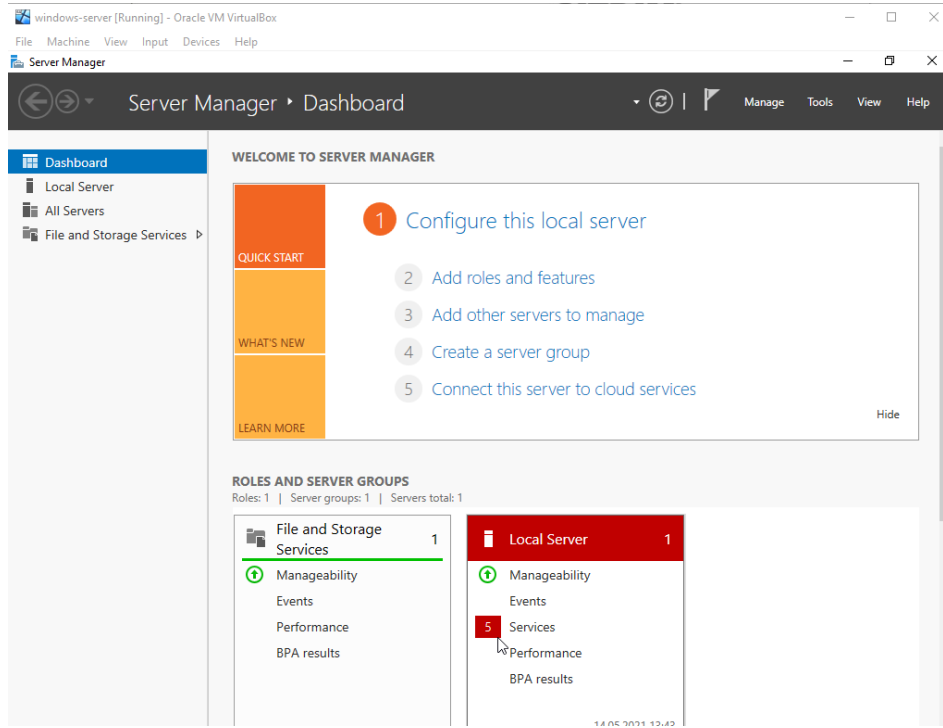 windows-server [Running] - Oracle VM VirtualBox
File Machine View Input Devices Help
Server Manager
Server Manager ‣ Dashboard
Manage Tools View Help
Dashboard
Local Server
All Servers
File and Storage Services
WELCOME TO SERVER MANAGER
QUICK START
WHAT'S NEW
LEARN MORE
1 Configure this local server
2 Add roles and features
3 Add other servers to manage
4 Create a server group
5 Connect this server to cloud services
Hide
ROLES AND SERVER GROUPS
Roles: 1 | Server groups: 1 | Servers total: 1
File and Storage
Services
1
Manageability
Events
Performance
BPA results
Local Server 1
Manageability
Events
5 Services
Performance
BPA results
14.05.2021 13:43